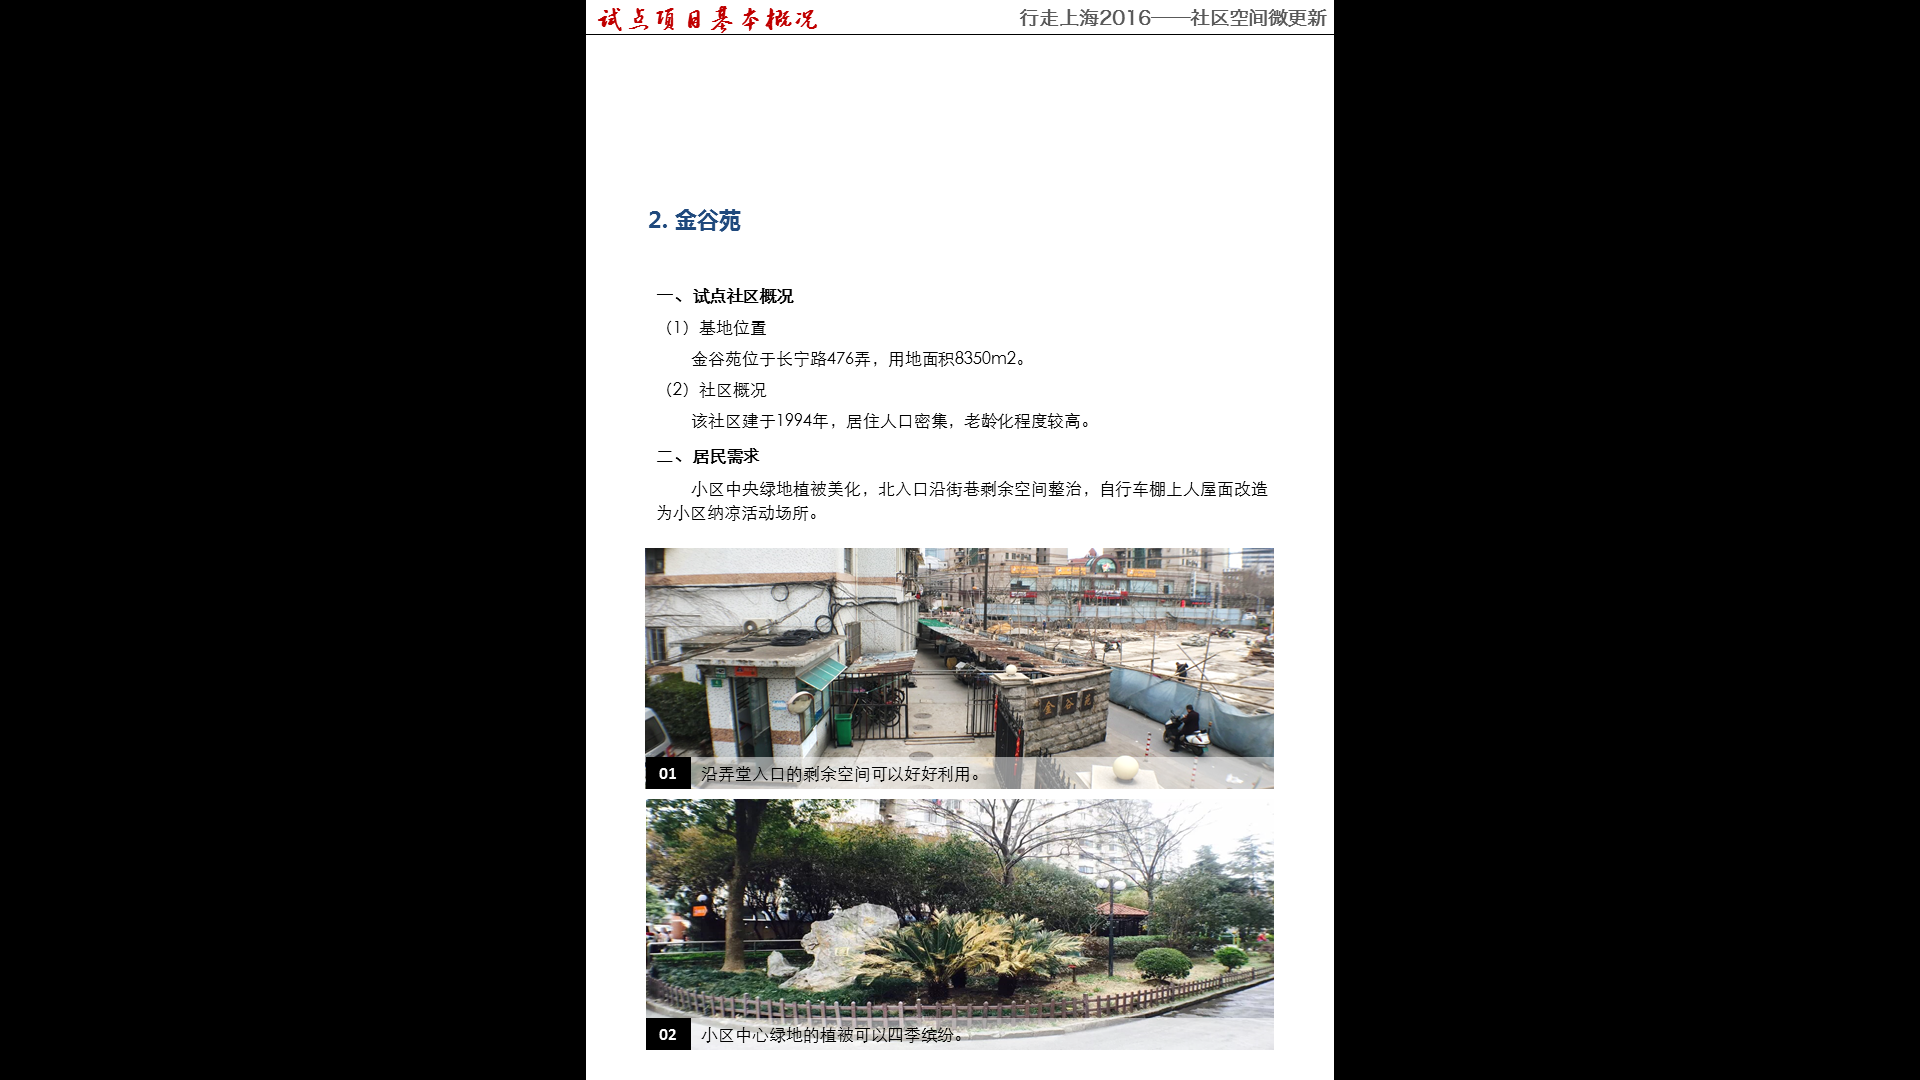 试点项目基本概况
行走上海2016——社区空间微更新
2. 金谷苑
一、试点社区概况
（1）基地位置
金谷苑位于长宁路476弄，用地面积8350m2。
（2）社区概况
该社区建于1994年，居住人口密集，老龄化程度较高。
二、居民需求
小区中央绿地植被美化，北入口沿街巷剩余空间整治，自行车棚上人屋面改造
为小区纳凉活动场所。
金谷苑
01 沿弄堂入口的剩余空间可以好好利用。
02 小区中心绿地的植被可以四季缤纷。